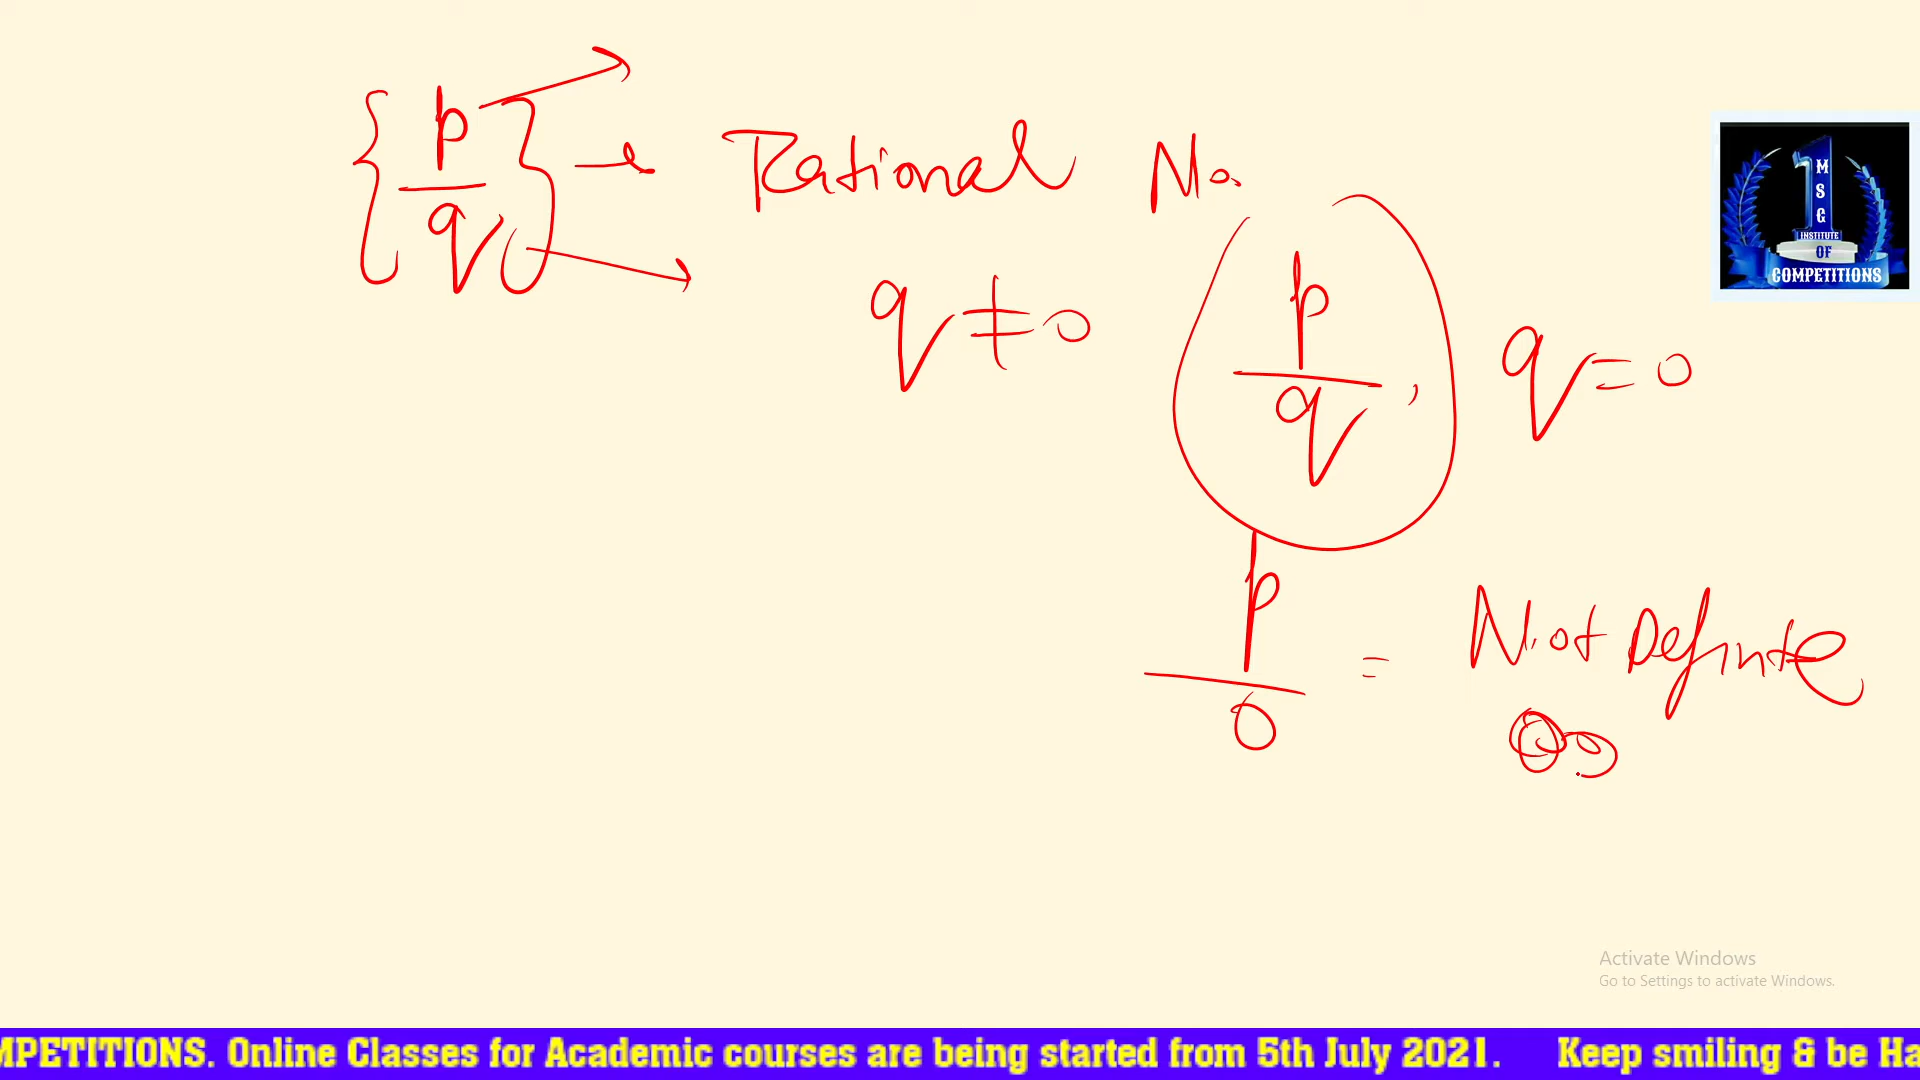 {p/q} → Rational No.
q ≠ 0
p/q, q = 0
p/0 = Not Definite
M
S
G
INSTITUTE
OF
COMPETITIONS
Activate Windows
Go to Settings to activate Windows.
MPETITIONS. Online Classes for Academic courses are being started from 5th July 2021. Keep smiling & be Ha